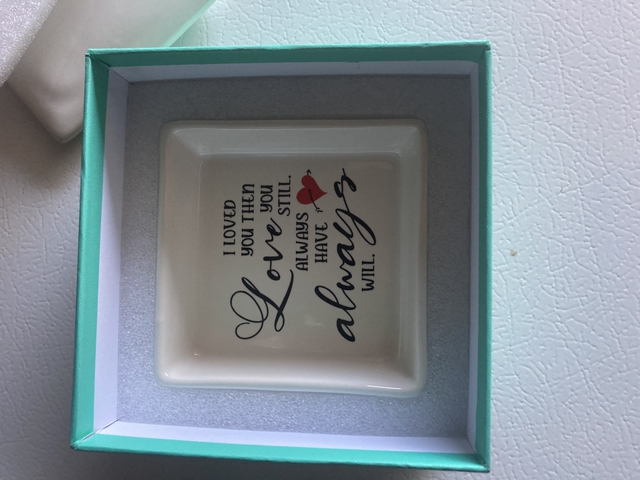 I LOVED
YOU THEN
Love YOU
STILL.
ALWAYS
HAVE
always
WILL.